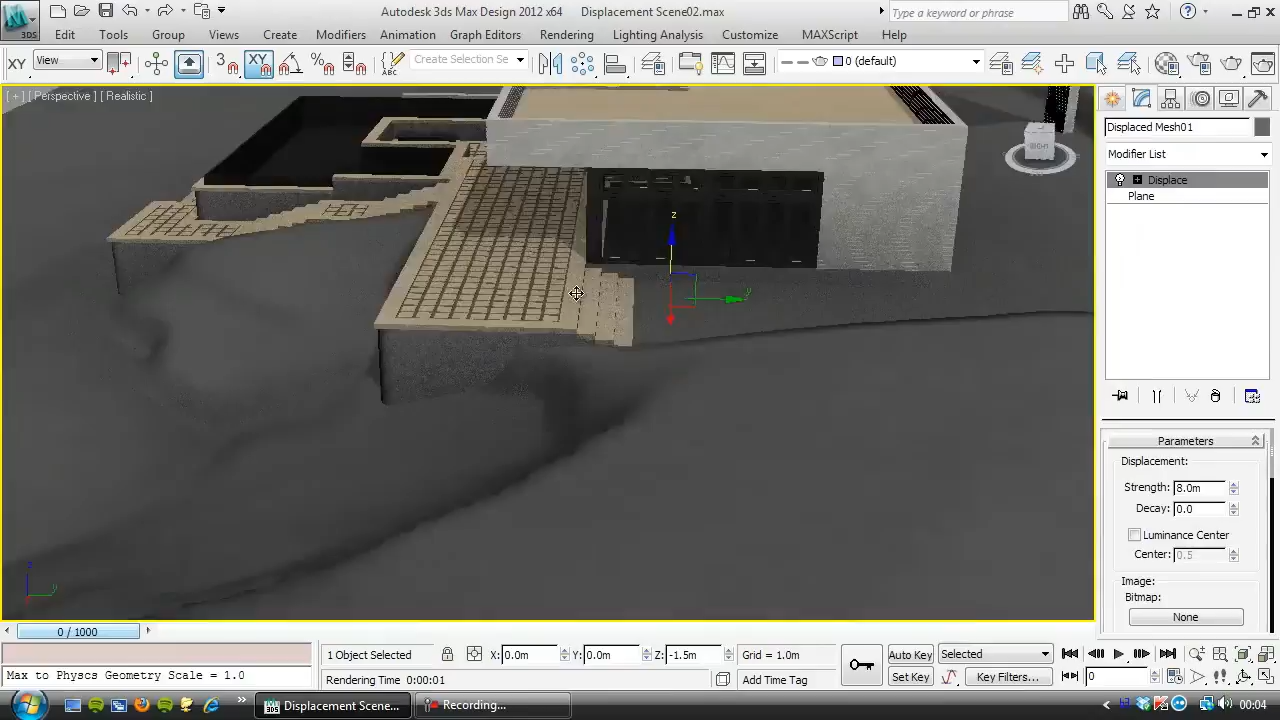 Autodesk 3ds Max Design 2012 x64 Displacement Scene02.max
Type a keyword or phrase
3DS
Edit Tools Group Views Create Modifiers Animation Graph Editors Rendering Lighting Analysis Customize MAXScript Help
XY View 3 XY % ABC Create Selection Se 0 (default)
[ + ] [ Perspective ] [ Realistic ]
RIGHT
Displaced Mesh01
Modifier List
Displace
Plane
z
y
Parameters
Displacement:
Strength: 8.0m
Decay: 0.0
Luminance Center
Center: 0.5
Image:
Bitmap:
None
z
y
0 / 1000
1 Object Selected X: 0.0m Y: 0.0m Z: -1.5m Grid = 1.0m Auto Key Selected
Max to Physcs Geometry Scale = 1.0 Rendering Time 0:00:01 Add Time Tag Set Key Key Filters... 0
Displacement Scene... Recording... 00:04